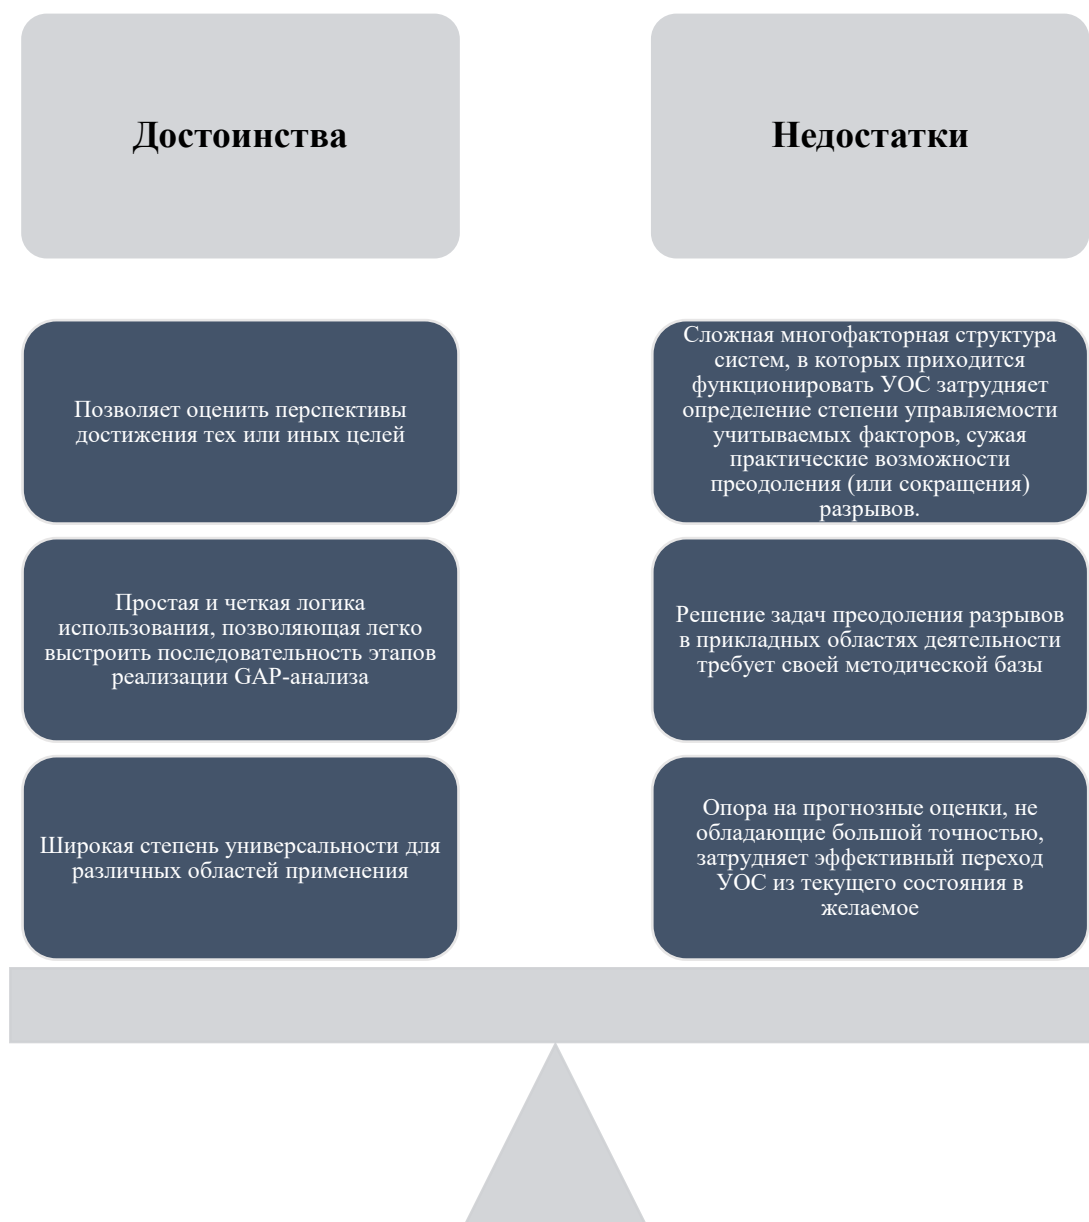 Достоинства
Недостатки
Позволяет оценить перспективы
достижения тех или иных целей
Простая и четкая логика
использования, позволяющая легко
выстроить последовательность этапов
реализации GAP-анализа
Широкая степень универсальности для
различных областей применения
Сложная многофакторная структура
систем, в которых приходится
функционировать УОС затрудняет
определение степени управляемости
учитываемых факторов, сужая
практические возможности
преодоления (или сокращения)
разрывов.
Решение задач преодоления разрывов
в прикладных областях деятельности
требует своей методической базы
Опора на прогнозные оценки, не
обладающие большой точностью,
затрудняет эффективный переход
УОС из текущего состояния в
желаемое